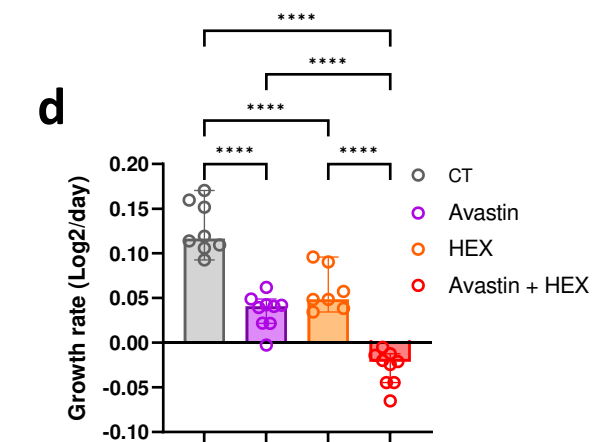 ****
****
d
****
****
****
0.20
0.15
0.10
0.05
0.00
-0.05
-0.10
Growth rate (Log2/day)
CT
Avastin
HEX
Avastin + HEX